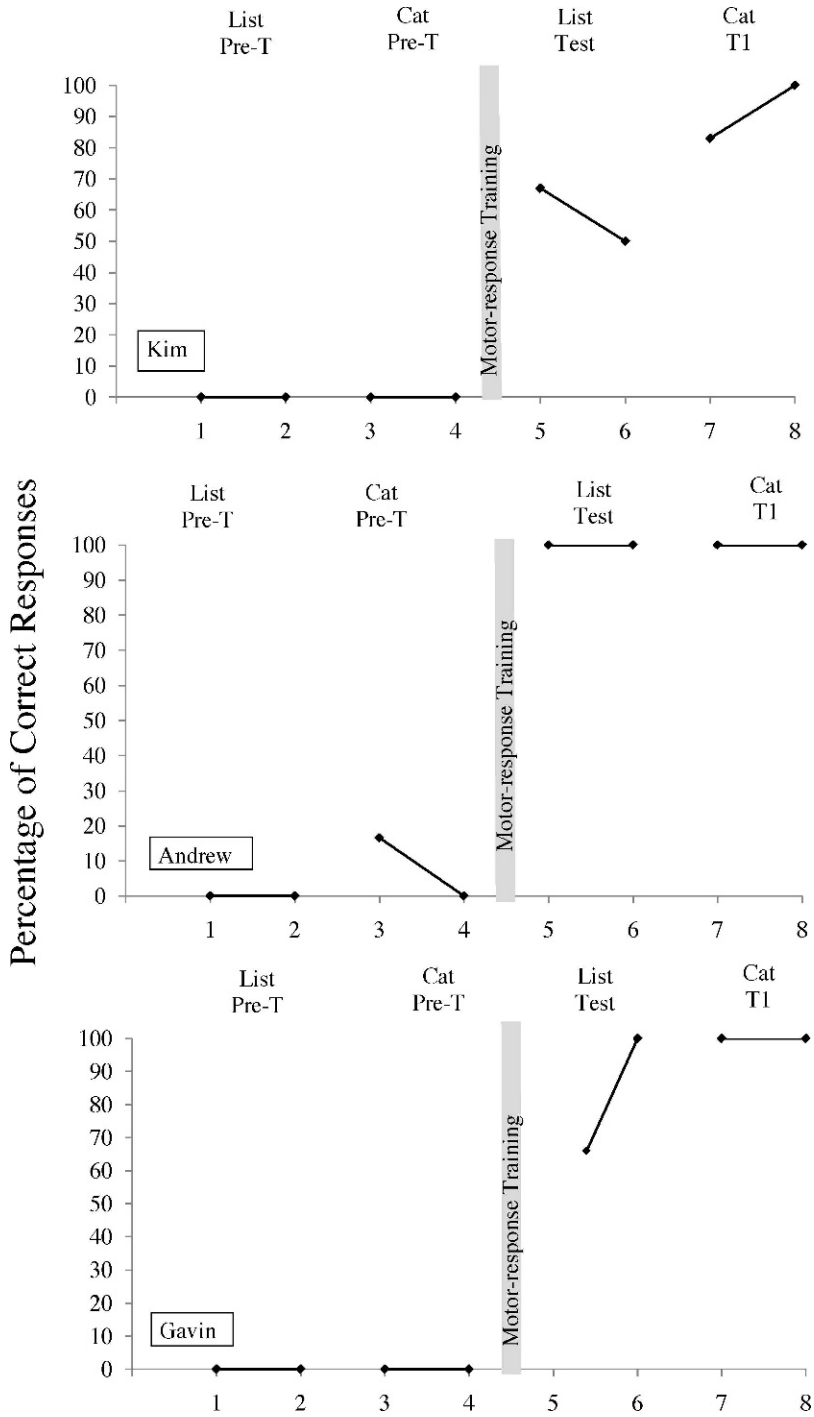 List Cat List Cat
Pre-T Pre-T Test T1
100
90
80
70
60
50
40
30
20
10
0
Motor-response Training
Kim
1 2 3 4 5 6 7 8
Percentage of Correct Responses
List Cat List Cat
Pre-T Pre-T Test T1
100
90
80
70
60
50
40
30
20
10
0
Motor-response Training
Andrew
1 2 3 4 5 6 7 8
List Cat List Cat
Pre-T Pre-T Test T1
100
90
80
70
60
50
40
30
20
10
0
Motor-response Training
Gavin
1 2 3 4 5 6 7 8